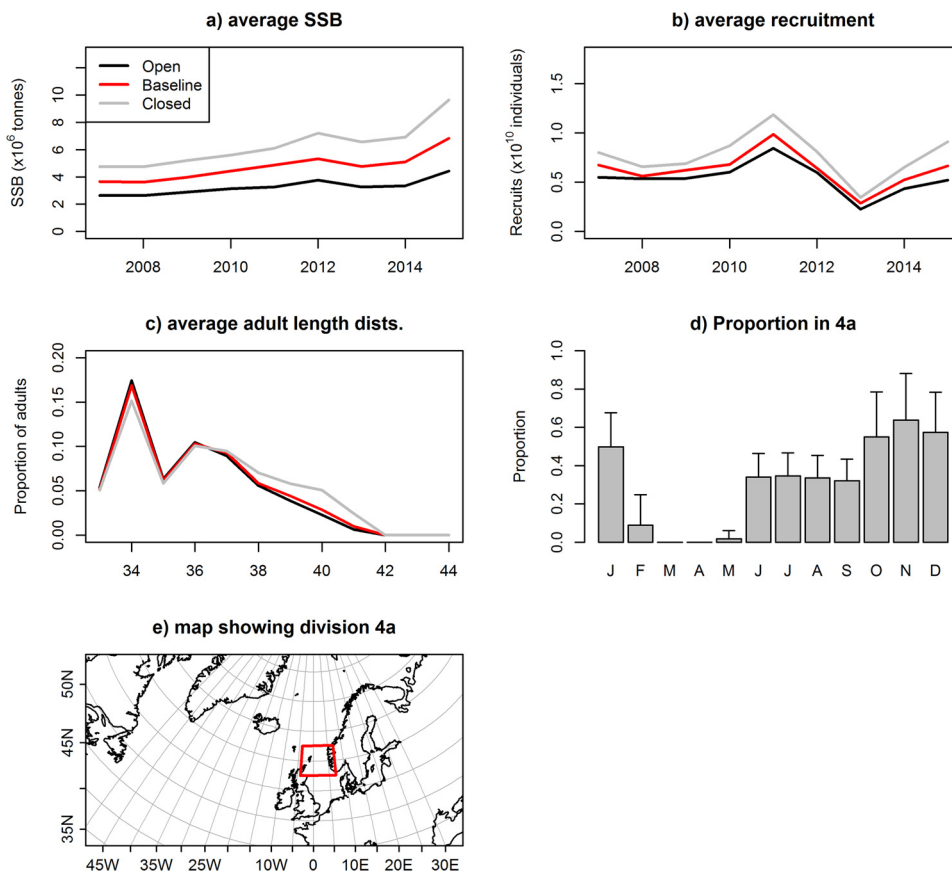 a) average SSB
SSB (x10⁶ tonnes)
0 2 4 6 8 10
Open
Baseline
Closed
2008 2010 2012 2014
b) average recruitment
Recruits (x10¹⁰ individuals)
0.0 0.5 1.0 1.5
2008 2010 2012 2014
c) average adult length dists.
Proportion of adults
0.00 0.05 0.10 0.15 0.20
34 36 38 40 42 44
d) Proportion in 4a
Proportion
0.0 0.2 0.4 0.6 0.8 1.0
J F M A M J J A S O N D
e) map showing division 4a
50N
45N
35N
45W 35W 25W 10W 0 10E 20E 30E